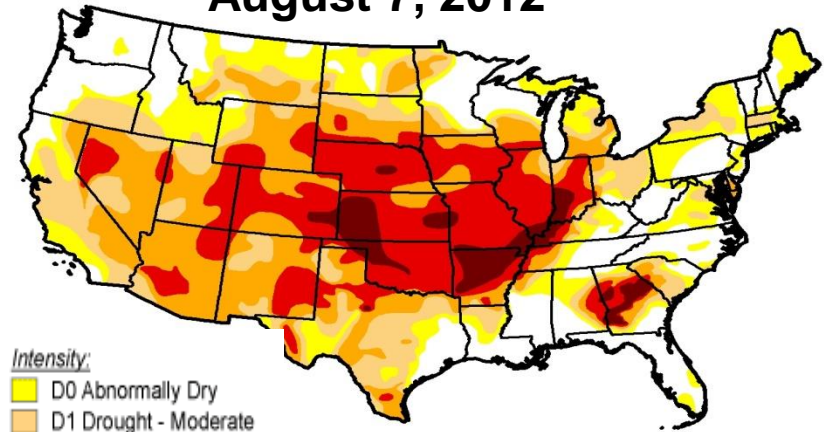 August 7, 2012
Intensity:
D0 Abnormally Dry
D1 Drought - Moderate